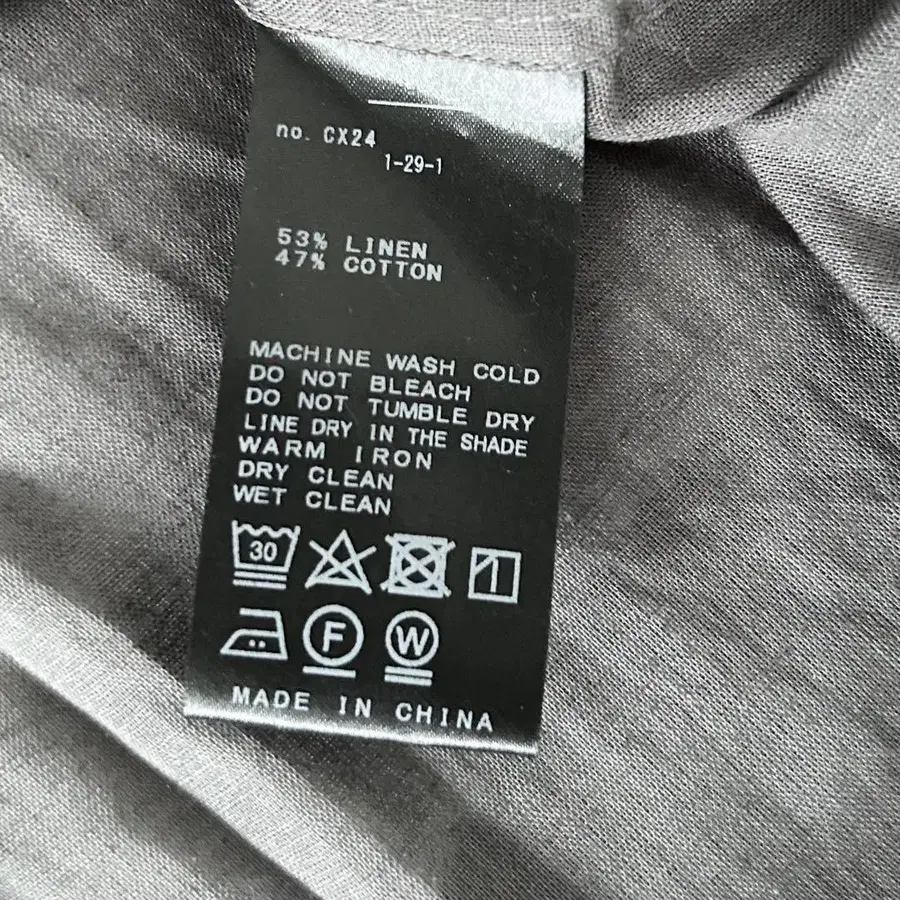 no. CX24
1-29-1
53% LINEN
47% COTTON
MACHINE WASH COLD
DO NOT BLEACH
DO NOT TUMBLE DRY
LINE DRY IN THE SHADE
WARM IRON
DRY CLEAN
WET CLEAN
30
F W
MADE IN CHINA